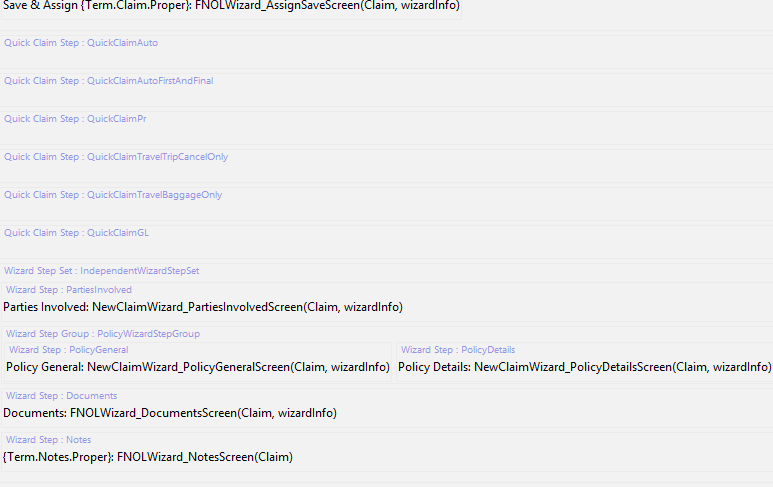 Save & Assign {Term.Claim.Proper}: FNOLWizard_AssignSaveScreen(Claim, wizardInfo)
Quick Claim Step : QuickClaimAuto
Quick Claim Step : QuickClaimAutoFirstAndFinal
Quick Claim Step : QuickClaimPr
Quick Claim Step : QuickClaimTravelTripCancelOnly
Quick Claim Step : QuickClaimTravelBaggageOnly
Quick Claim Step : QuickClaimGL
Wizard Step Set : IndependentWizardStepSet
Wizard Step : PartiesInvolved
Parties Involved: NewClaimWizard_PartiesInvolvedScreen(Claim, wizardInfo)
Wizard Step Group : PolicyWizardStepGroup
Wizard Step : PolicyGeneral
Policy General: NewClaimWizard_PolicyGeneralScreen(Claim, wizardInfo)
Wizard Step : PolicyDetails
Policy Details: NewClaimWizard_PolicyDetailsScreen(Claim, wizardInfo)
Wizard Step : Documents
Documents: FNOLWizard_DocumentsScreen(Claim, wizardInfo)
Wizard Step : Notes
{Term.Notes.Proper}: FNOLWizard_NotesScreen(Claim)